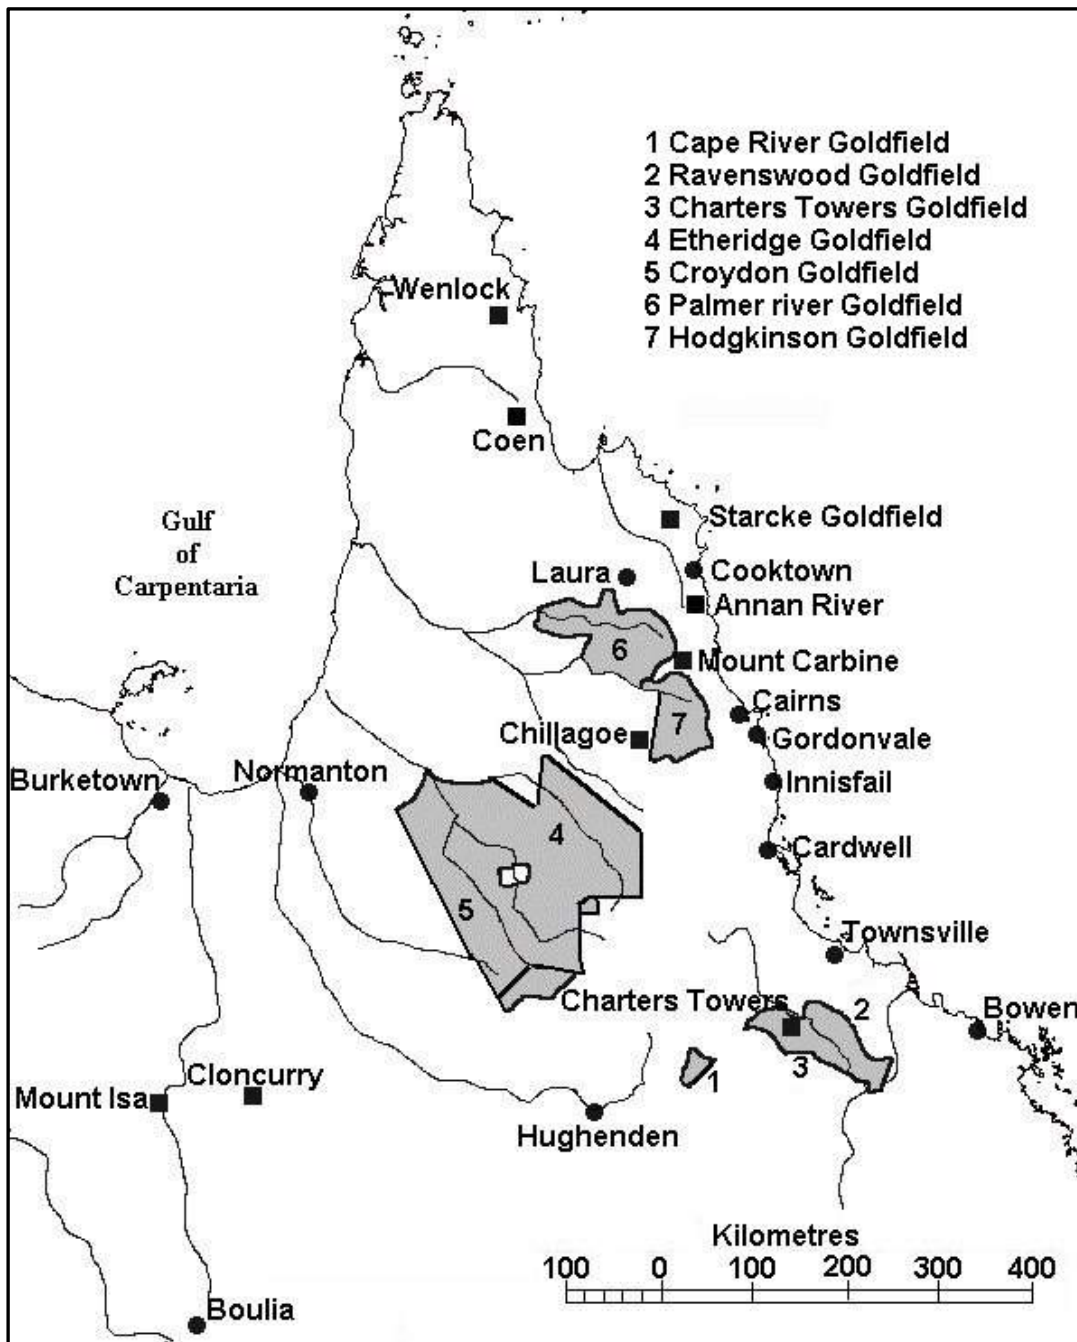 1 Cape River Goldfield
2 Ravenswood Goldfield
3 Charters Towers Goldfield
4 Etheridge Goldfield
5 Croydon Goldfield
6 Palmer river Goldfield
7 Hodgkinson Goldfield
Wenlock
Coen
Gulf
of
Carpentaria
Starcke Goldfield
Laura
Cooktown
Annan River
6
Mount Carbine
Cairns
Chillagoe
7
Gordonvale
Burketown
Normanton
Innisfail
4
Cardwell
5
Townsville
Charters Towers
2
Bowen
3
1
Mount Isa
Cloncurry
Hughenden
Kilometres
100 0 100 200 300 400
Boulia